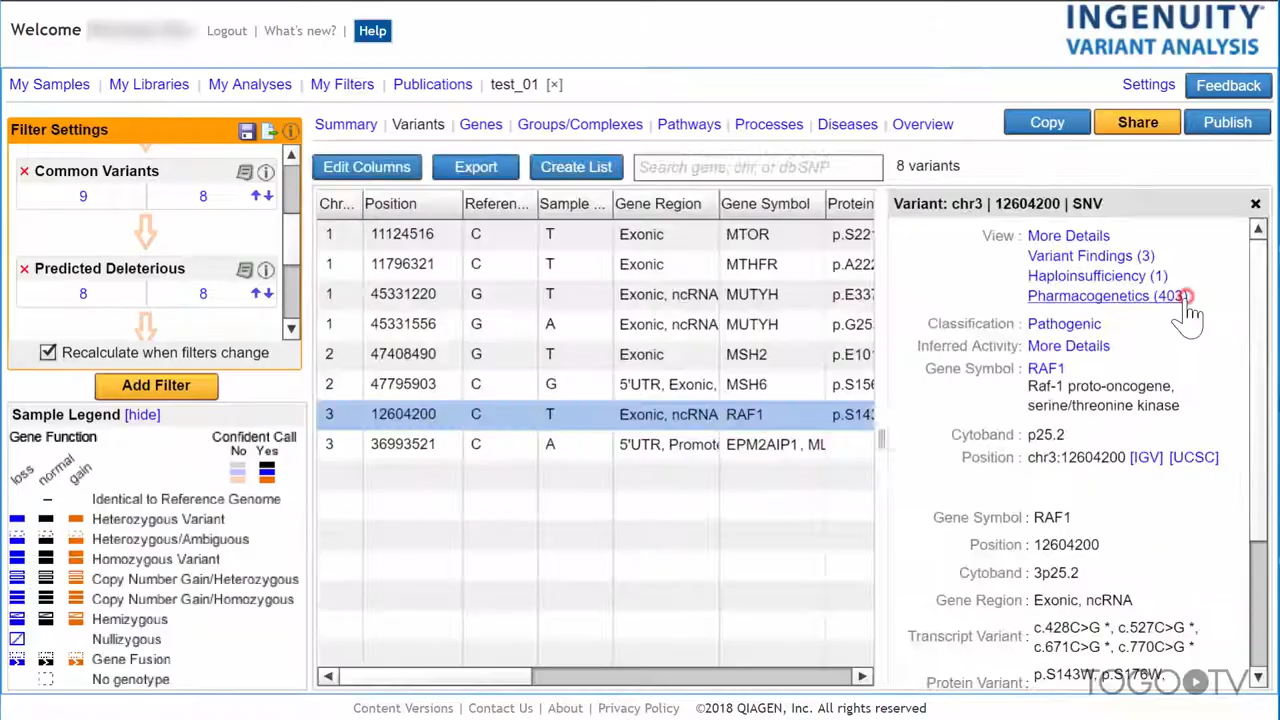 Welcome
Logout | What's new? | Help
INGENUITY
VARIANT ANALYSIS
My Samples | My Libraries | My Analyses | My Filters | Publications | test_01 [×]
Settings
Feedback
Filter Settings
Common Variants
9 8
Predicted Deleterious
8 8
Recalculate when filters change
Add Filter
Sample Legend [hide]
Gene Function
Confident Call
No Yes
loss normal gain
Identical to Reference Genome
Heterozygous Variant
Heterozygous/Ambiguous
Homozygous Variant
Copy Number Gain/Heterozygous
Copy Number Gain/Homozygous
Hemizygous
Nullizygous
Gene Fusion
No genotype
Summary | Variants | Genes | Groups/Complexes | Pathways | Processes | Diseases | Overview
Copy
Share
Publish
Edit Columns
Export
Create List
Search gene, chr, or dbSNP
8 variants
Chr... Position Referen... Sample ... Gene Region Gene Symbol Protein
1 11124516 C T Exonic MTOR p.S221
1 11796321 C T Exonic MTHFR p.A222
1 45331220 G T Exonic, ncRNA MUTYH p.E337
1 45331556 G A Exonic, ncRNA MUTYH p.G25
2 47408490 G T Exonic MSH2 p.E101
2 47795903 C G 5'UTR, Exonic, MSH6 p.S156
3 12604200 C T Exonic, ncRNA RAF1 p.S143
3 36993521 C A 5'UTR, Promote EPM2AIP1, ML
Variant: chr3 | 12604200 | SNV
View : More Details
Variant Findings (3)
Haploinsufficiency (1)
Pharmacogenetics (403)
Classification : Pathogenic
Inferred Activity : More Details
Gene Symbol : RAF1
Raf-1 proto-oncogene,
serine/threonine kinase
Cytoband : p25.2
Position : chr3:12604200 [IGV] [UCSC]
Gene Symbol : RAF1
Position : 12604200
Cytoband : 3p25.2
Gene Region : Exonic, ncRNA
Transcript Variant : c.428C>G *, c.527C>G *,
c.671C>G *, c.770C>G *
Protein Variant : p.S143W, p.S176W,
TOGO TV
Content Versions | Contact Us | About | Privacy Policy ©2018 QIAGEN, Inc. All rights reserved